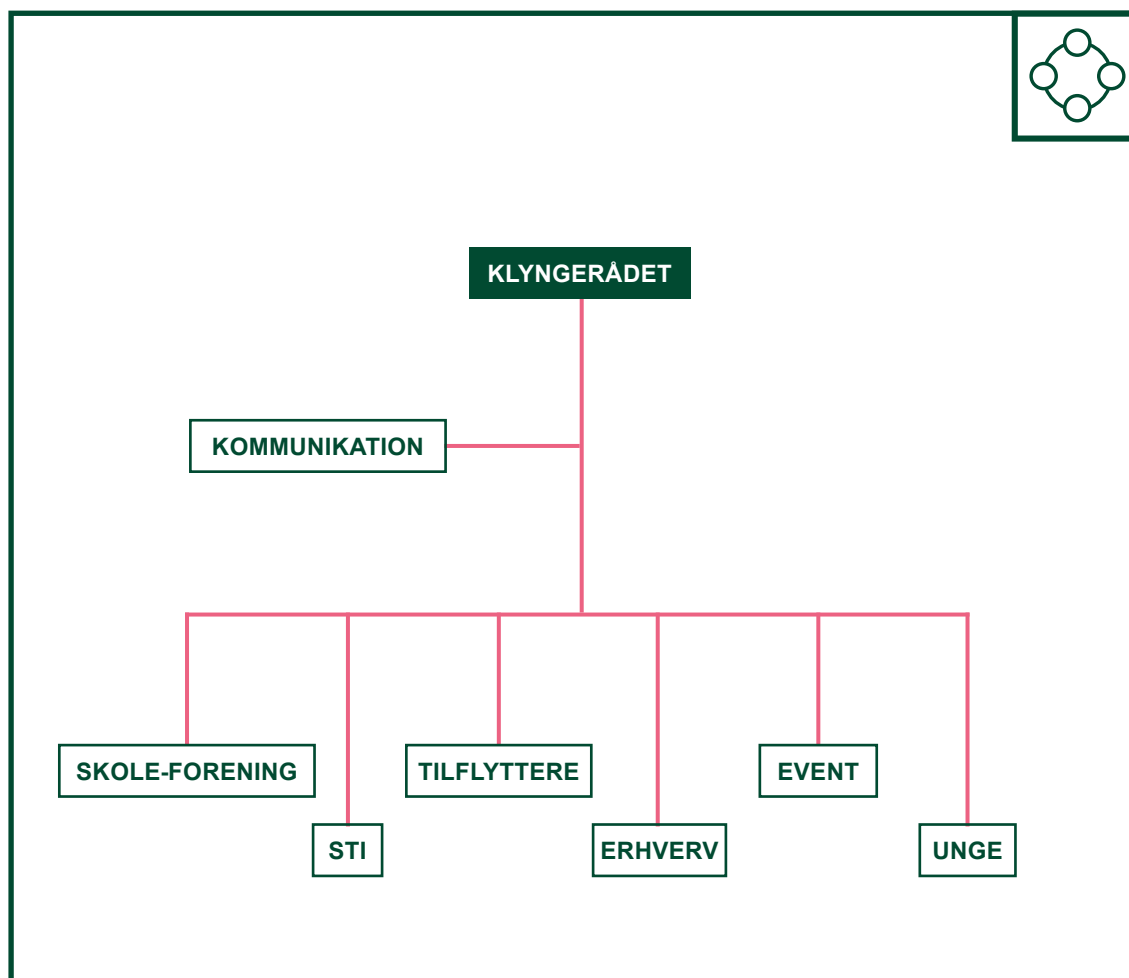 KLYNGERÅDET
KOMMUNIKATION
SKOLE-FORENING
TILFLYTTERE
EVENT
STI
ERHVERV
UNGE